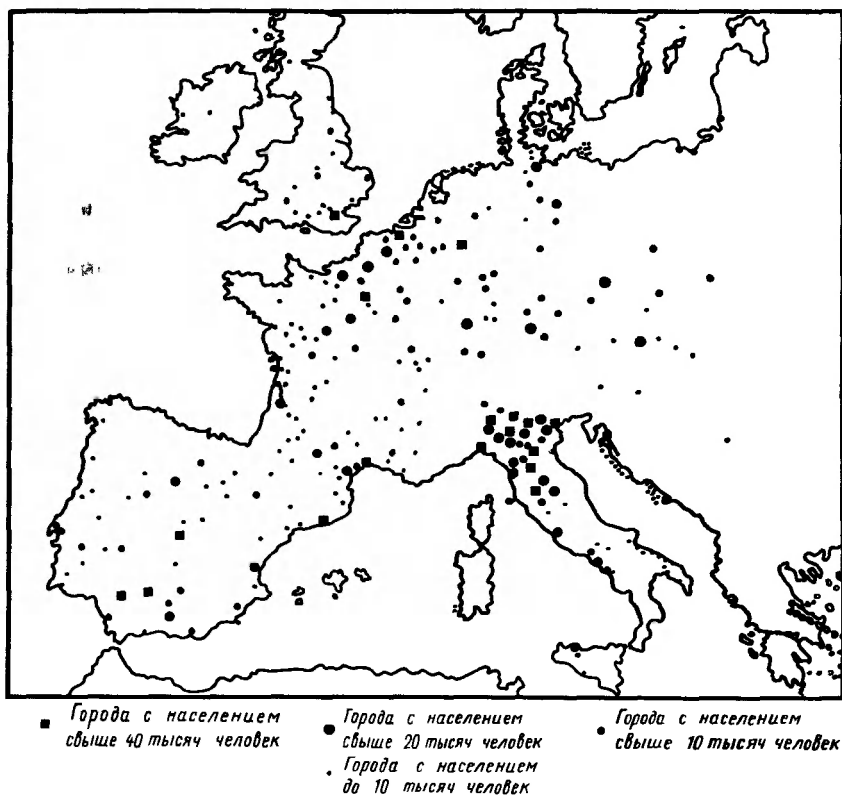 Города с населением
свыше 40 тысяч человек
Города с населением
свыше 20 тысяч человек
Города с населением
свыше 10 тысяч человек
Города с населением
до 10 тысяч человек